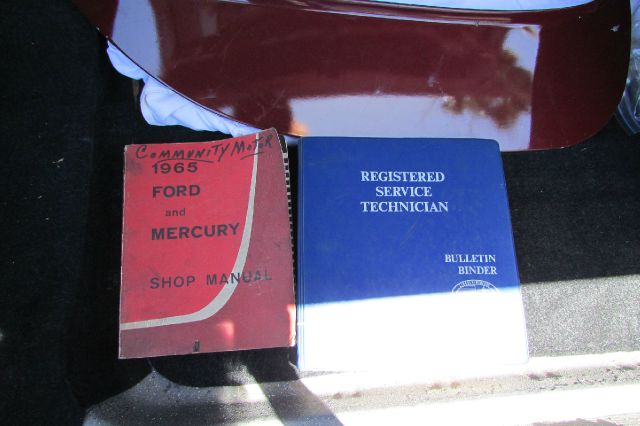 Community Motor
1965
FORD
and
MERCURY
SHOP MANUAL
REGISTERED
SERVICE
TECHNICIAN
BULLETIN
BINDER